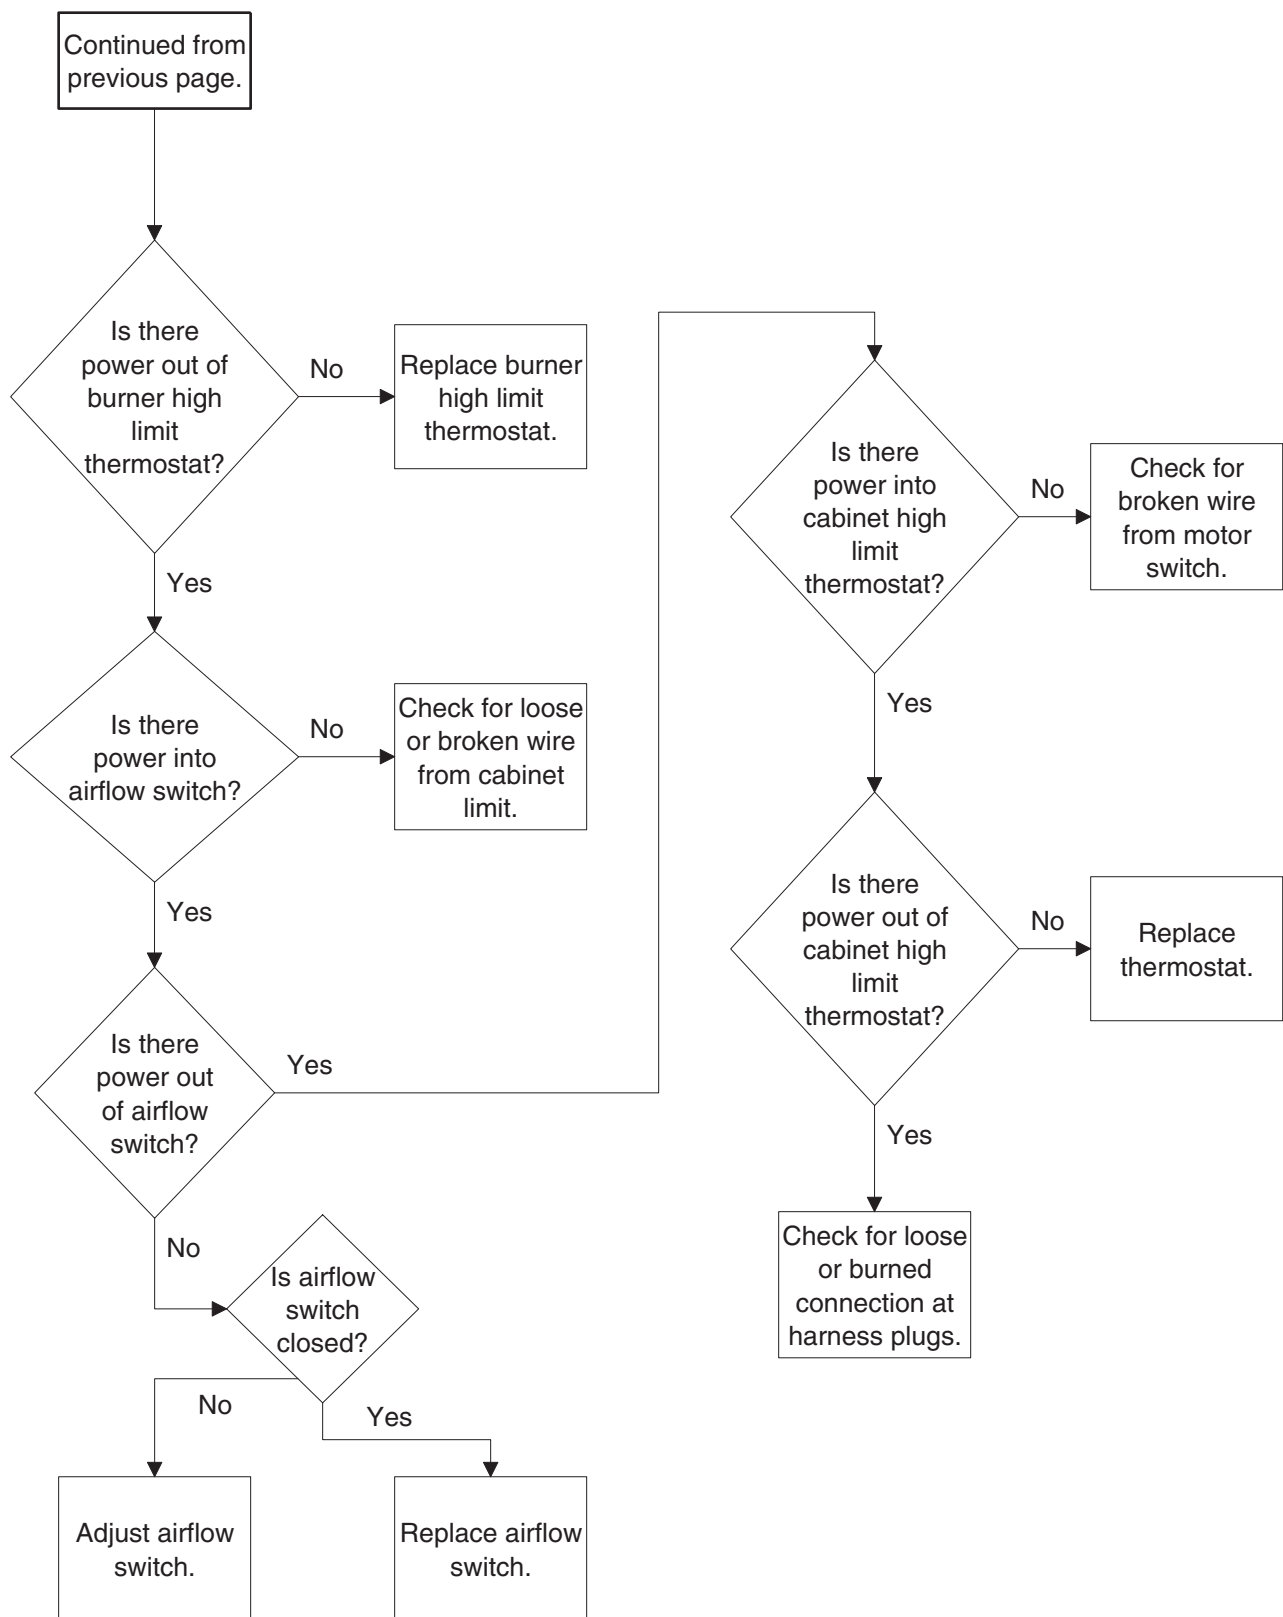 Continued from
previous page.
Is there
power out of
burner high
limit
thermostat?
No
Replace burner
high limit
thermostat.
Yes
Is there
power into
airflow switch?
No
Check for loose
or broken wire
from cabinet
limit.
Yes
Is there
power out
of airflow
switch?
Yes
No
Is airflow
switch
closed?
No
Yes
Adjust airflow
switch.
Replace airflow
switch.
Is there
power into
cabinet high
limit
thermostat?
No
Check for
broken wire
from motor
switch.
Yes
Is there
power out of
cabinet high
limit
thermostat?
No
Replace
thermostat.
Yes
Check for loose
or burned
connection at
harness plugs.